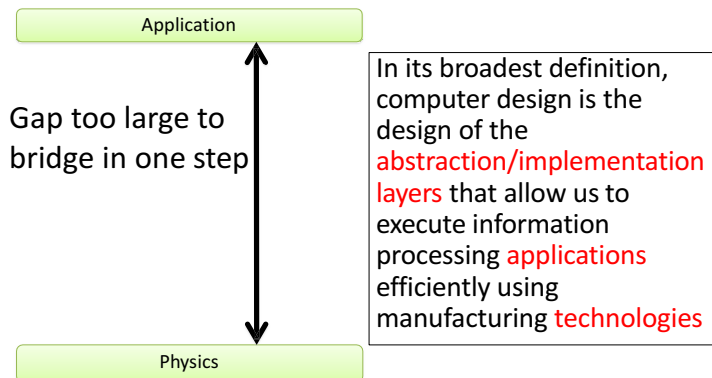 Application
Gap too large to
bridge in one step
In its broadest definition,
computer design is the
design of the
abstraction/implementation
layers that allow us to
execute information
processing applications
efficiently using
manufacturing technologies
Physics